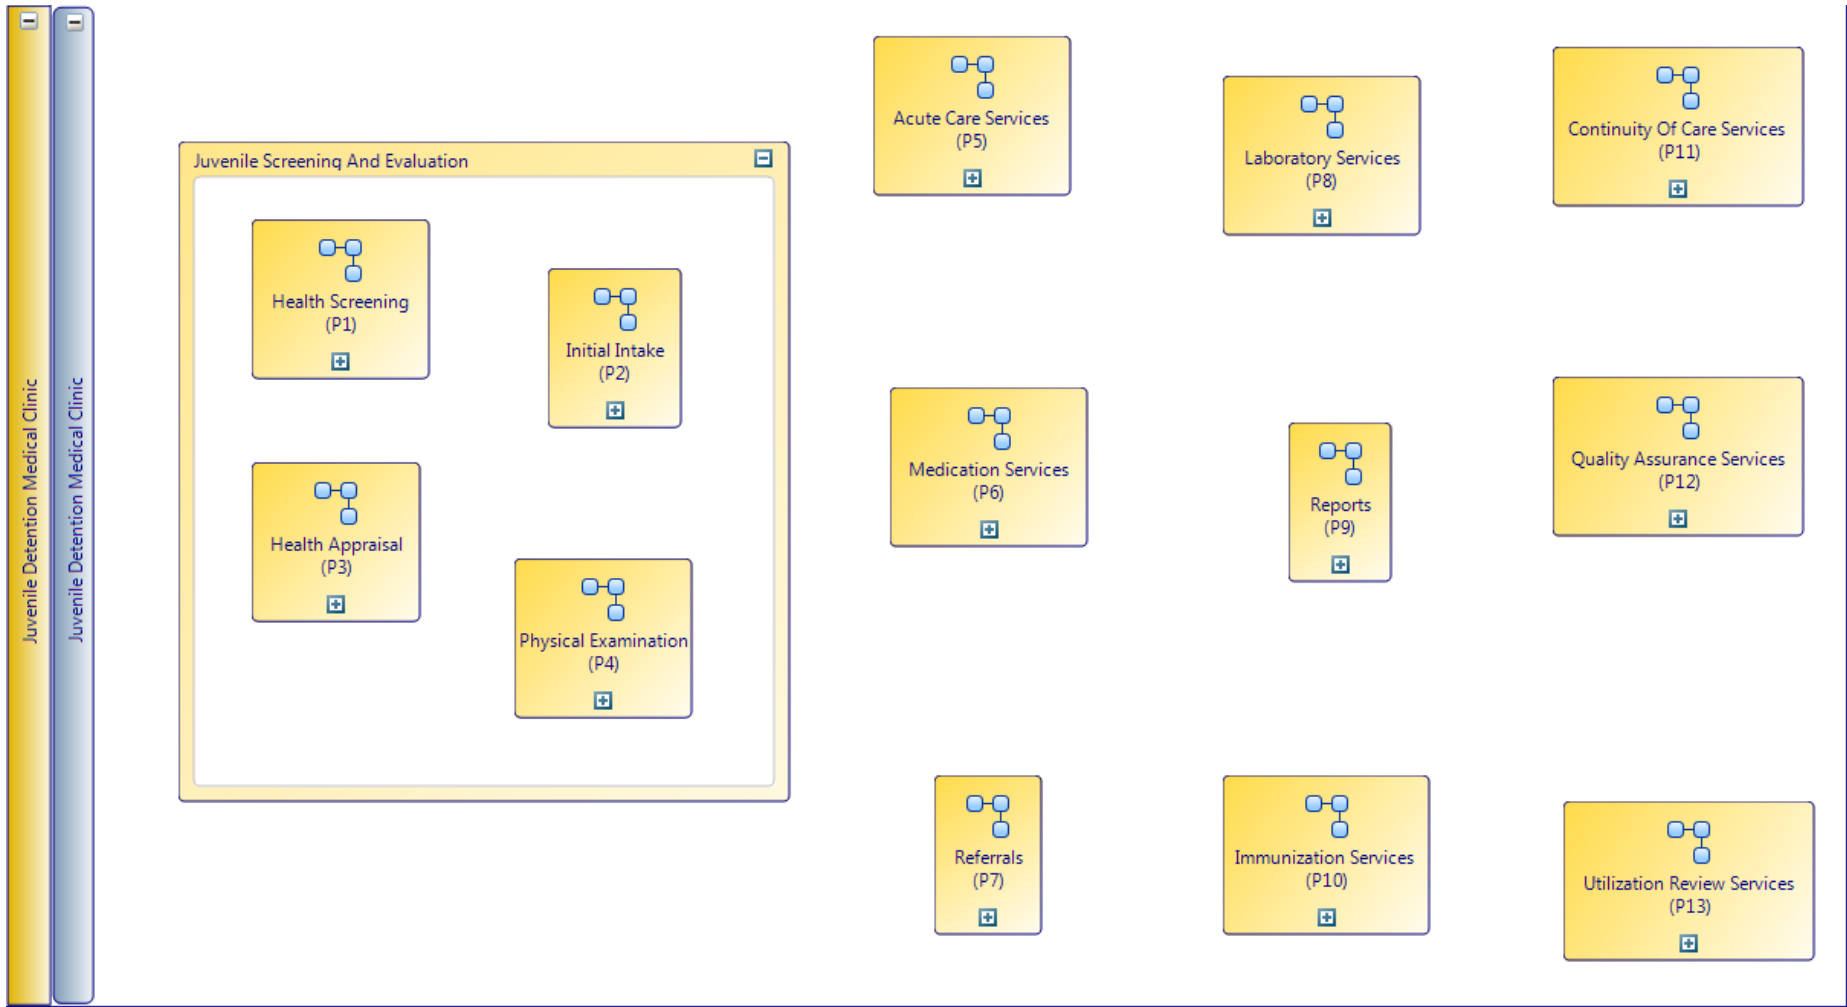 Juvenile Detention Medical Clinic
Juvenile Detention Medical Clinic
Juvenile Screening And Evaluation
Health Screening
(P1)
Initial Intake
(P2)
Health Appraisal
(P3)
Physical Examination
(P4)
Acute Care Services
(P5)
Medication Services
(P6)
Referrals
(P7)
Laboratory Services
(P8)
Reports
(P9)
Immunization Services
(P10)
Continuity Of Care Services
(P11)
Quality Assurance Services
(P12)
Utilization Review Services
(P13)